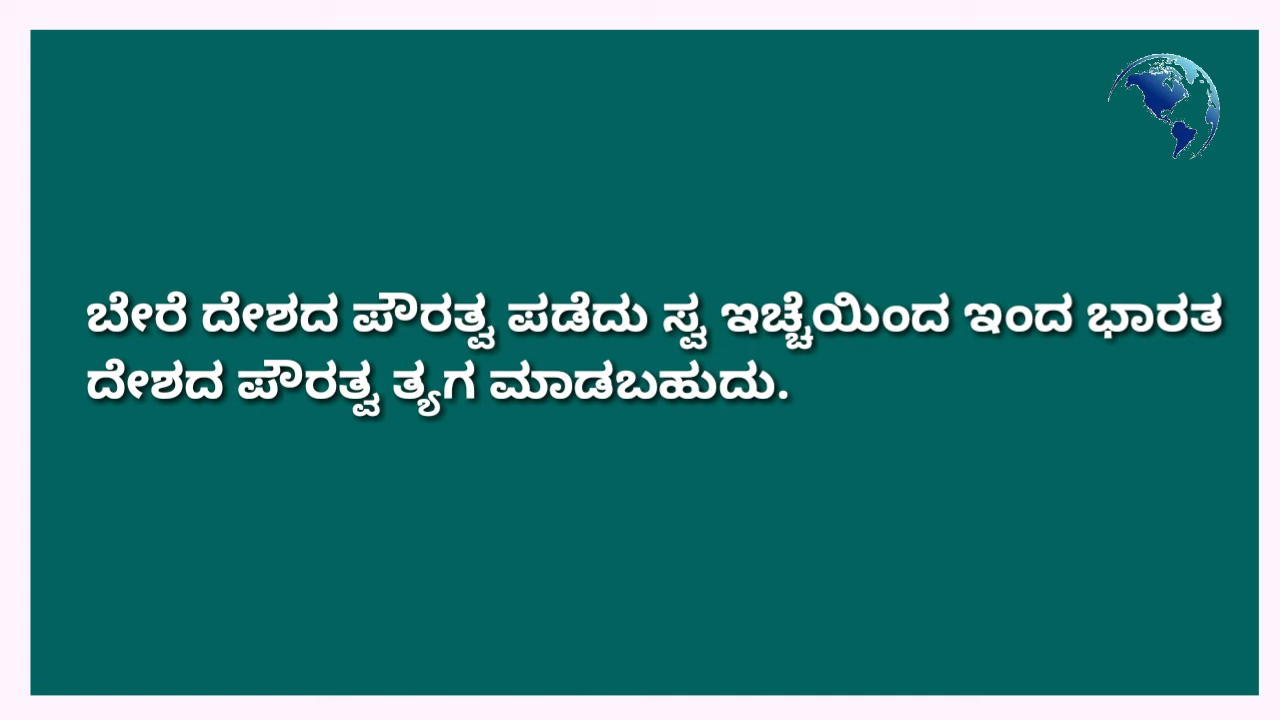 ಬೇರೆ ದೇಶದ ಪೌರತ್ವ ಪಡೆದು ಸ್ವ ಇಚ್ಚೆಯಿಂದ ಇಂದ ಭಾರತ
ದೇಶದ ಪೌರತ್ವ ತ್ಯಗ ಮಾಡಬಹುದು.